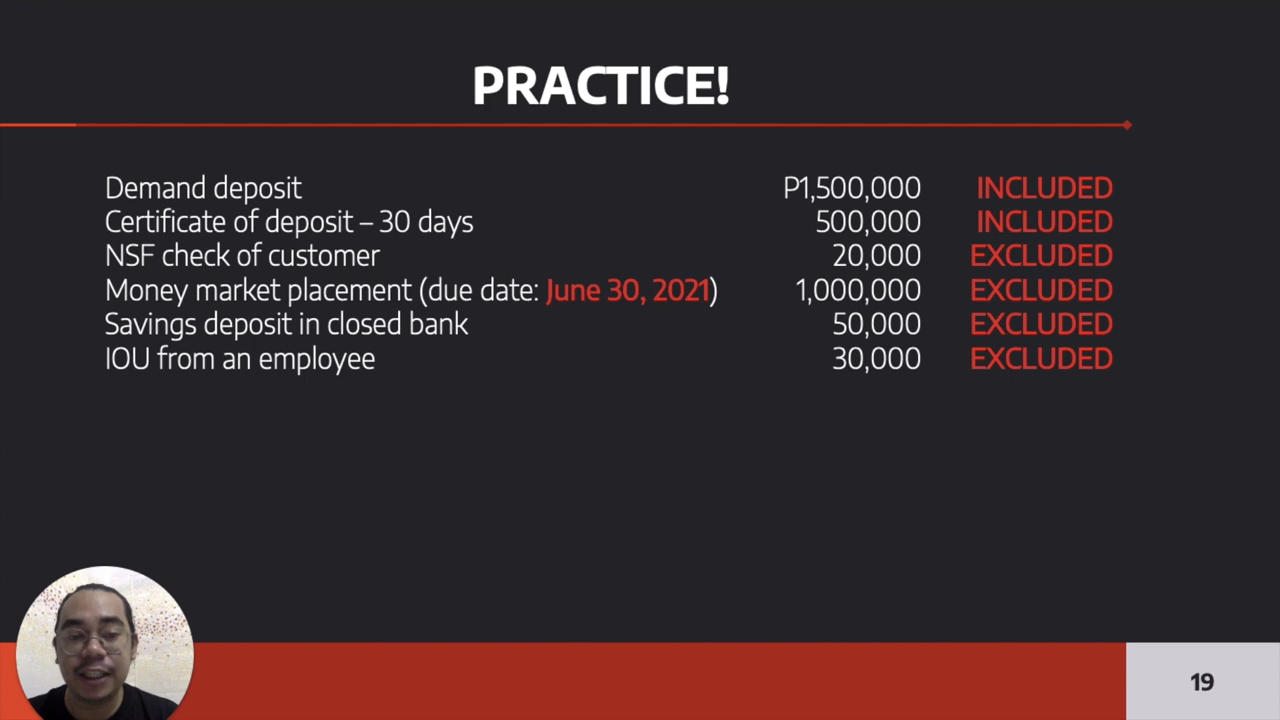 PRACTICE!
Demand deposit P1,500,000 INCLUDED
Certificate of deposit – 30 days 500,000 INCLUDED
NSF check of customer 20,000 EXCLUDED
Money market placement (due date: June 30, 2021) 1,000,000 EXCLUDED
Savings deposit in closed bank 50,000 EXCLUDED
IOU from an employee 30,000 EXCLUDED
19